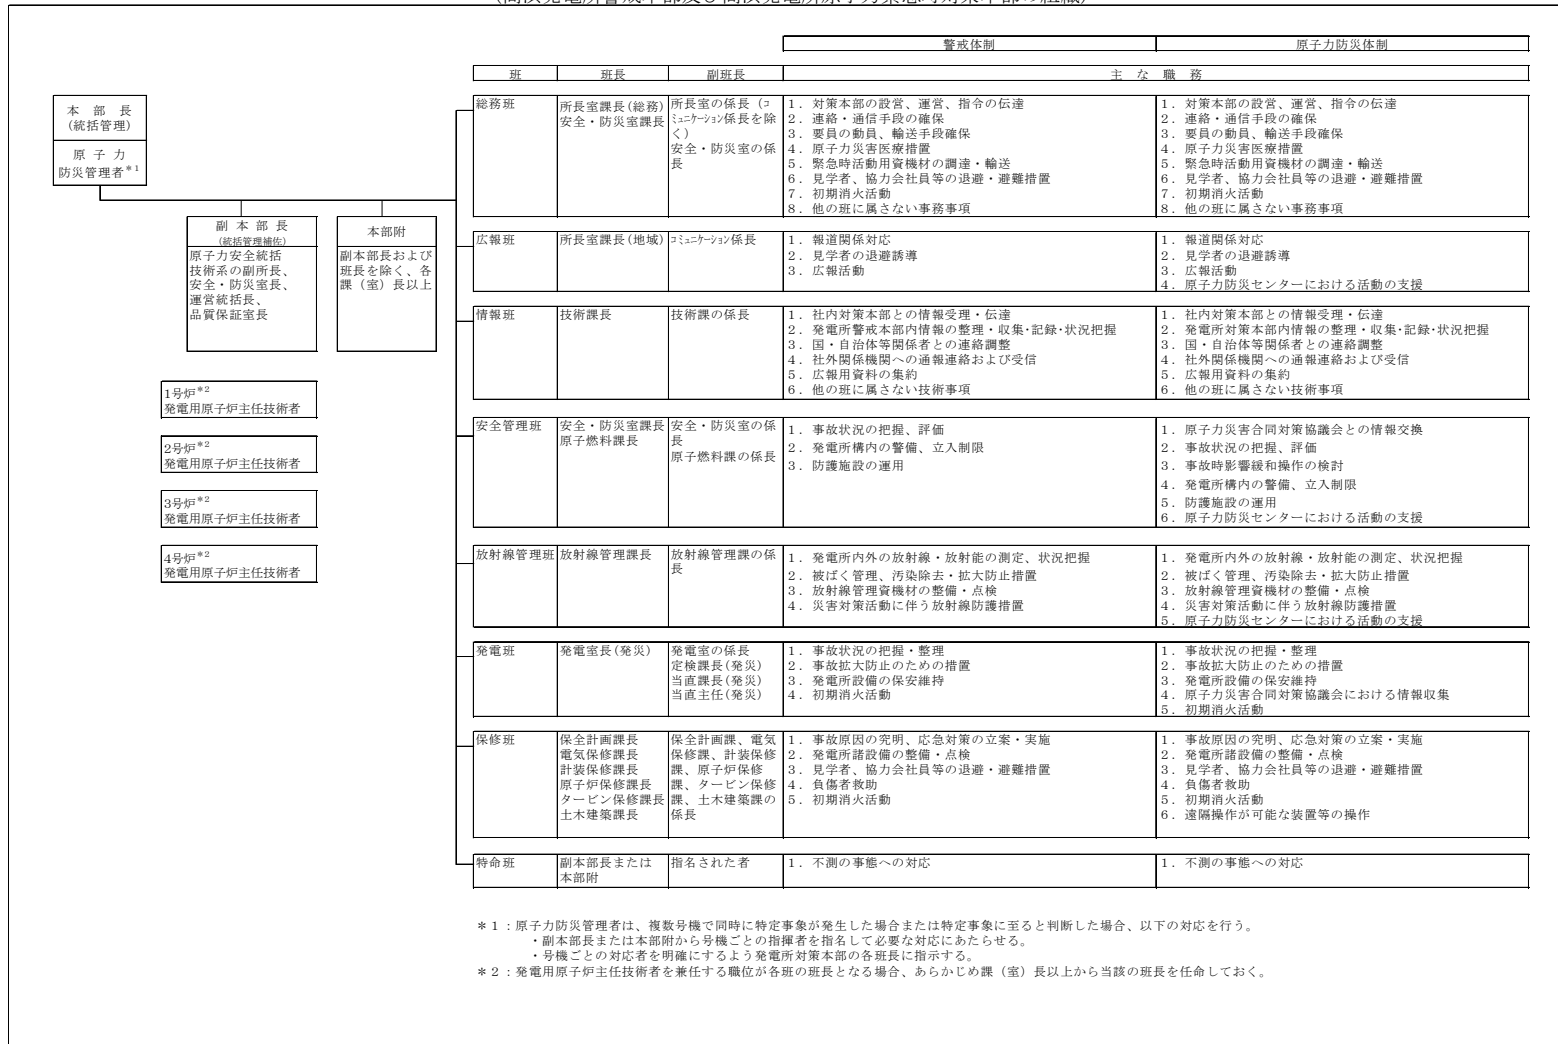 (高浜発電所警戒本部及び高浜発電所原子力緊急時対策本部の組織)
警戒体制
原子力防災体制
班
班長
副班長
主 な 職 務
本 部 長
(統括管理)
原 子 力
防災管理者*1
副 本 部 長
(統括管理補佐)
原子力安全統括
技術系の副所長、
安全・防災室長、
運営統括長、
品質保証室長
本部附
副本部長および
班長を除く、各
課（室）長以上
1号炉*2
発電用原子炉主任技術者
2号炉*2
発電用原子炉主任技術者
3号炉*2
発電用原子炉主任技術者
4号炉*2
発電用原子炉主任技術者
総務班
所長室課長(総務)
安全・防災室課長
所長室の係長（コ
ミュニケーション係長を除
く）
安全・防災室の係
長
1．対策本部の設営、運営、指令の伝達
2．連絡・通信手段の確保
3．要員の動員、輸送手段確保
4．原子力災害医療措置
5．緊急時活動用資機材の調達・輸送
6．見学者、協力会社員等の退避・避難措置
7．初期消火活動
8．他の班に属さない事務事項
1．対策本部の設営、運営、指令の伝達
2．連絡・通信手段の確保
3．要員の動員、輸送手段確保
4．原子力災害医療措置
5．緊急時活動用資機材の調達・輸送
6．見学者、協力会社員等の退避・避難措置
7．初期消火活動
8．他の班に属さない事務事項
広報班
所長室課長(地域)
コミュニケーション係長
1．報道関係対応
2．見学者の退避誘導
3．広報活動
1．報道関係対応
2．見学者の退避誘導
3．広報活動
4．原子力防災センターにおける活動の支援
情報班
技術課長
技術課の係長
1．社内対策本部との情報受理・伝達
2．発電所警戒本部内情報の整理・収集・記録・状況把握
3．国・自治体等関係者との連絡調整
4．社外関係機関への通報連絡および受信
5．広報用資料の集約
6．他の班に属さない技術事項
1．社内対策本部との情報受理・伝達
2．発電所対策本部内情報の整理・収集・記録・状況把握
3．国・自治体等関係者との連絡調整
4．社外関係機関への通報連絡および受信
5．広報用資料の集約
6．他の班に属さない技術事項
安全管理班
安全・防災室課長
原子燃料課長
安全・防災室の係
長
原子燃料課の係長
1．事故状況の把握、評価
2．発電所構内の警備、立入制限
3．防護施設の運用
1．原子力災害合同対策協議会との情報交換
2．事故状況の把握、評価
3．事故時影響緩和操作の検討
4．発電所構内の警備、立入制限
5．防護施設の運用
6．原子力防災センターにおける活動の支援
放射線管理班
放射線管理課長
放射線管理課の係
長
1．発電所内外の放射線・放射能の測定、状況把握
2．被ばく管理、汚染除去・拡大防止措置
3．放射線管理資機材の整備・点検
4．災害対策活動に伴う放射線防護措置
1．発電所内外の放射線・放射能の測定、状況把握
2．被ばく管理、汚染除去・拡大防止措置
3．放射線管理資機材の整備・点検
4．災害対策活動に伴う放射線防護措置
5．原子力防災センターにおける活動の支援
発電班
発電室長(発災)
発電室の係長
定検課長(発災)
当直課長(発災)
当直主任(発災)
1．事故状況の把握・整理
2．事故拡大防止のための措置
3．発電所設備の保安維持
4．初期消火活動
1．事故状況の把握・整理
2．事故拡大防止のための措置
3．発電所設備の保安維持
4．原子力災害合同対策協議会における情報収集
5．初期消火活動
保修班
保全計画課長
電気保修課長
計装保修課長
原子炉保修課長
タービン保修課長
土木建築課長
保全計画課、電気
保修課、計装保修
課、原子炉保修
課、タービン保修
課、土木建築課の
係長
1．事故原因の究明、応急対策の立案・実施
2．発電所諸設備の整備・点検
3．見学者、協力会社員等の退避・避難措置
4．負傷者救助
5．初期消火活動
1．事故原因の究明、応急対策の立案・実施
2．発電所諸設備の整備・点検
3．見学者、協力会社員等の退避・避難措置
4．負傷者救助
5．初期消火活動
6．遠隔操作が可能な装置等の操作
特命班
副本部長または
本部附
指名された者
1．不測の事態への対応
1．不測の事態への対応
＊1：原子力防災管理者は、複数号機で同時に特定事象が発生した場合または特定事象に至ると判断した場合、以下の対応を行う。
・副本部長または本部附から号機ごとの指揮者を指名して必要な対応にあたらせる。
・号機ごとの対応者を明確にするよう発電所対策本部の各班長に指示する。
＊2：発電用原子炉主任技術者を兼任する職位が各班の班長となる場合、あらかじめ課（室）長以上から当該の班長を任命しておく。